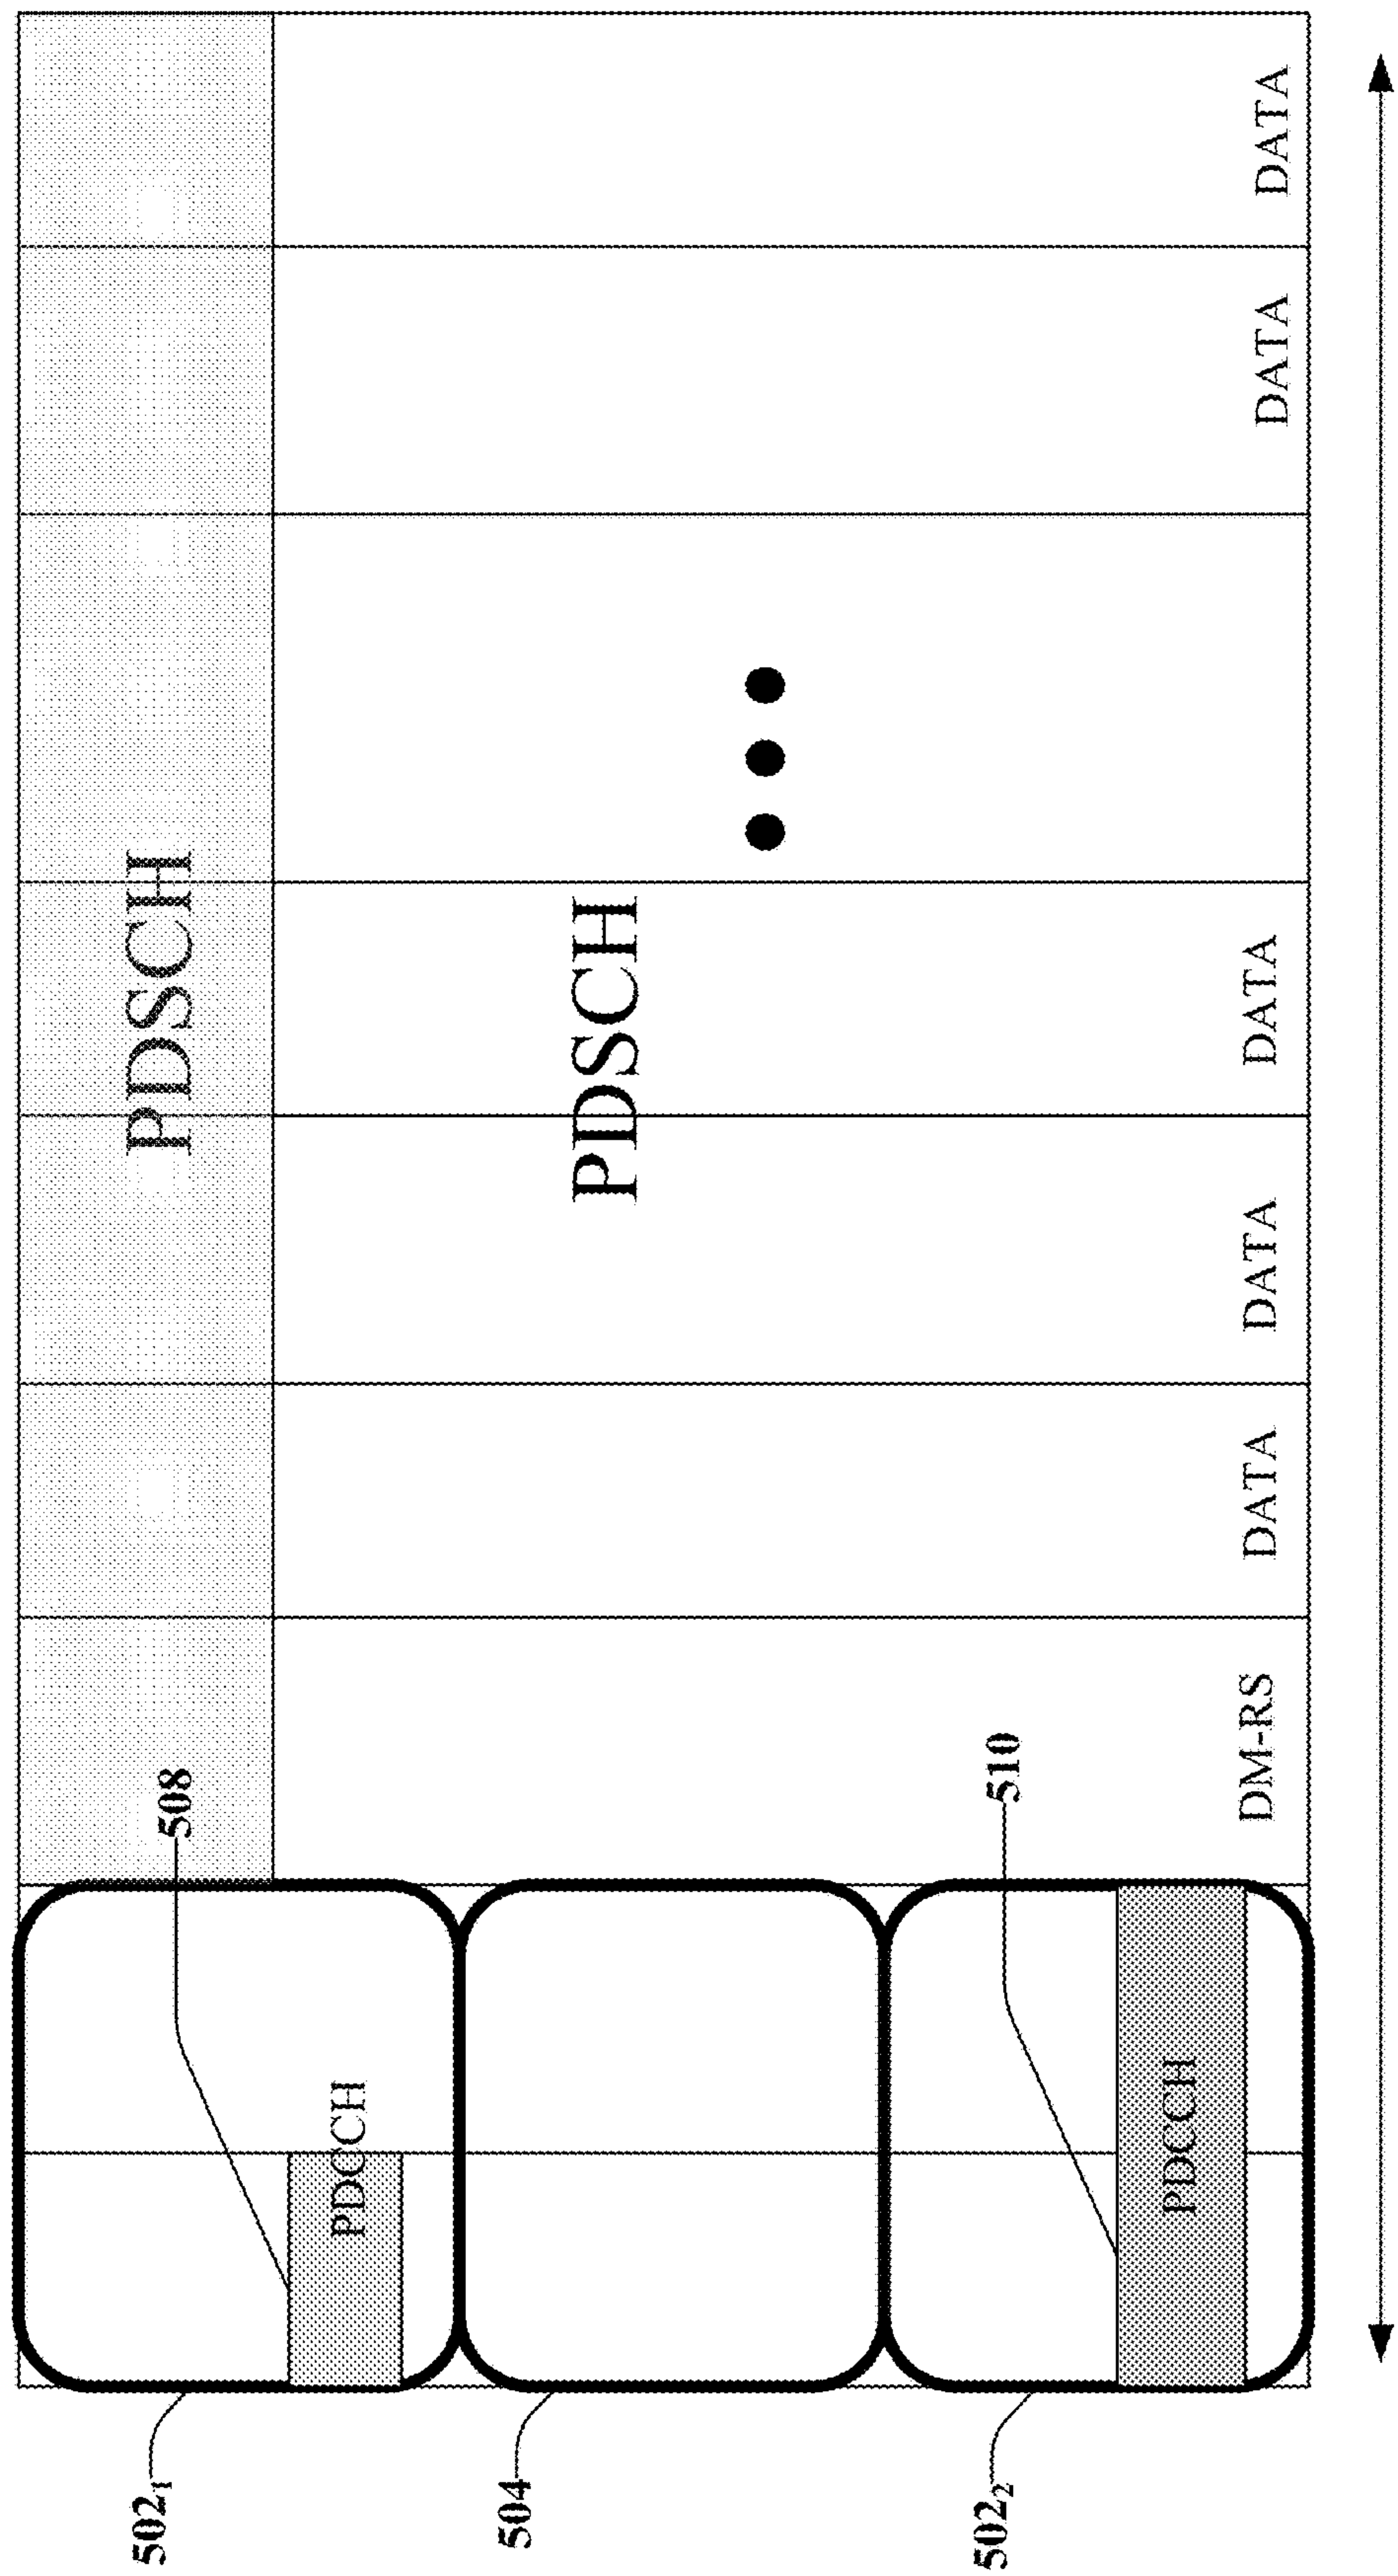 502₁
504
502₂
508
PDCCH
510
PDCCH
PDSCH
PDSCH
DM-RS
DATA
DATA
DATA
DATA
DATA